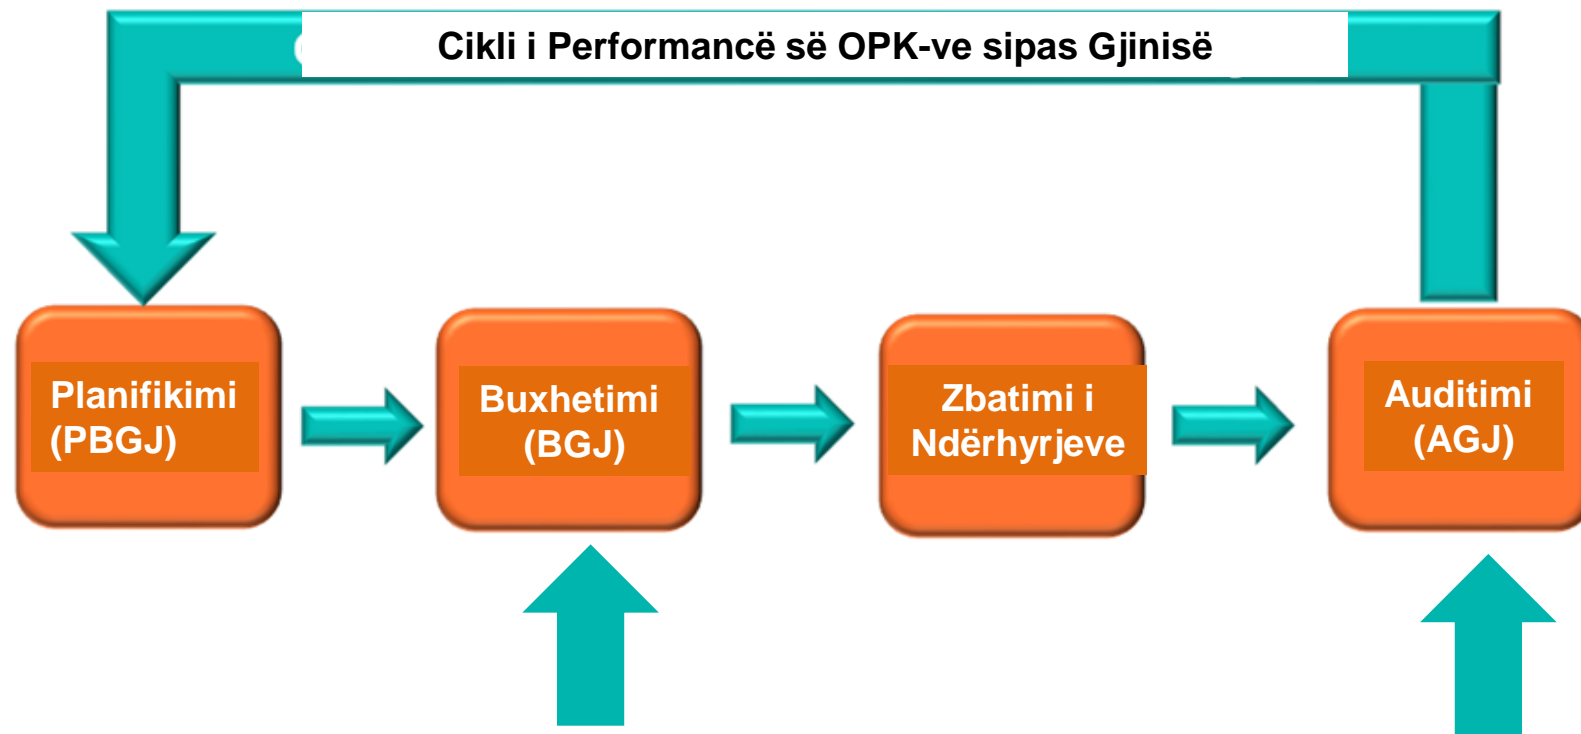 Cikli i Performancë së OPK-ve sipas Gjinisë
Planifikimi
(PBGJ)
Buxhetimi
(BGJ)
Zbatimi i
Ndërhyrjeve
Auditimi
(AGJ)